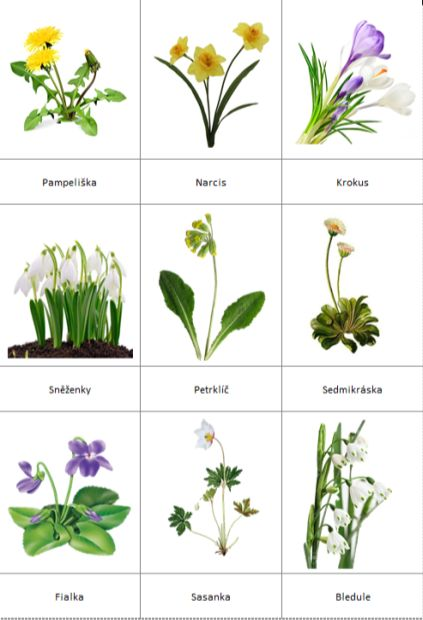 Pampeliška
Narcis
Krokus
Sněženky
Petrklíč
Sedmikráska
Fialka
Sasanka
Bledule